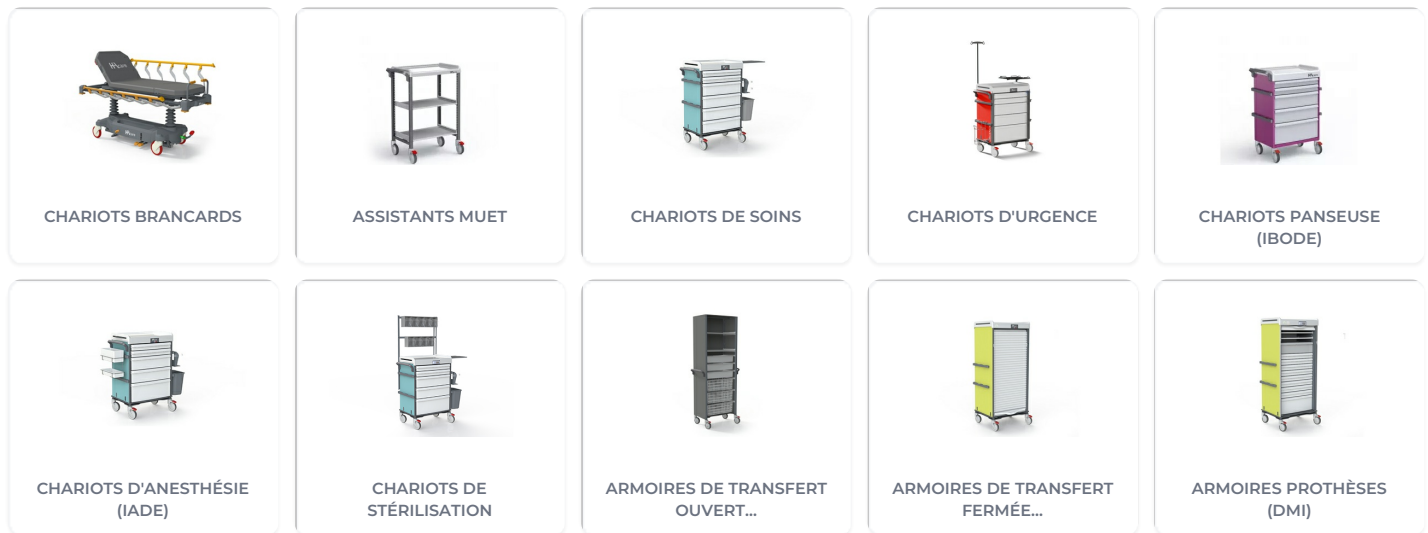 CHARIOTS BRANCARDS
ASSISTANTS MUET
CHARIOTS DE SOINS
CHARIOTS D'URGENCE
CHARIOTS PANSEUSE
(IBODE)
CHARIOTS D'ANESTHÉSIE
(IADE)
CHARIOTS DE
STÉRILISATION
ARMOIRES DE TRANSFERT
OUVERT...
ARMOIRES DE TRANSFERT
FERMÉE...
ARMOIRES PROTHÈSES
(DMI)